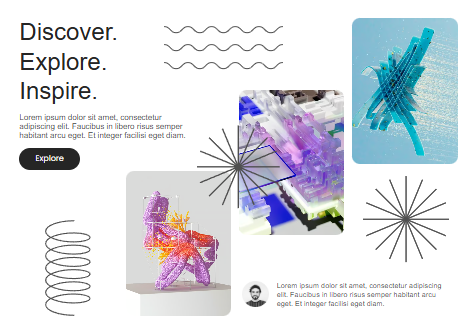 Discover.
Explore.
Inspire.
Lorem ipsum dolor sit amet, consectetur
adipiscing elit. Faucibus in libero risus semper
habitant arcu eget. Et integer facilisi eget diam.
Explore
Lorem ipsum dolor sit amet, consectetur adipiscing
elit. Faucibus in libero risus semper habitant arcu
eget. Et integer facilisi eget diam.